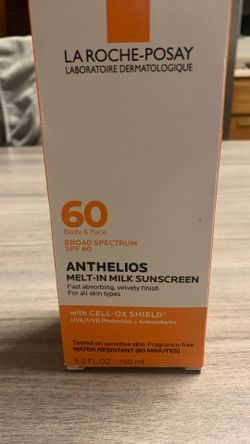 LA ROCHE-POSAY
LABORATOIRE DERMATOLOGIQUE
60
Body & Face
BROAD SPECTRUM
SPF 60
ANTHELIOS
MELT-IN MILK SUNSCREEN
Fast absorbing, velvety finish
For all skin types
with CELL-OX SHIELD®
UVA/UVB Protection + Antioxidants
Tested on sensitive skin. Fragrance-free
WATER RESISTANT (80 MINUTES)
5.0 FL.OZ. - 150 ml